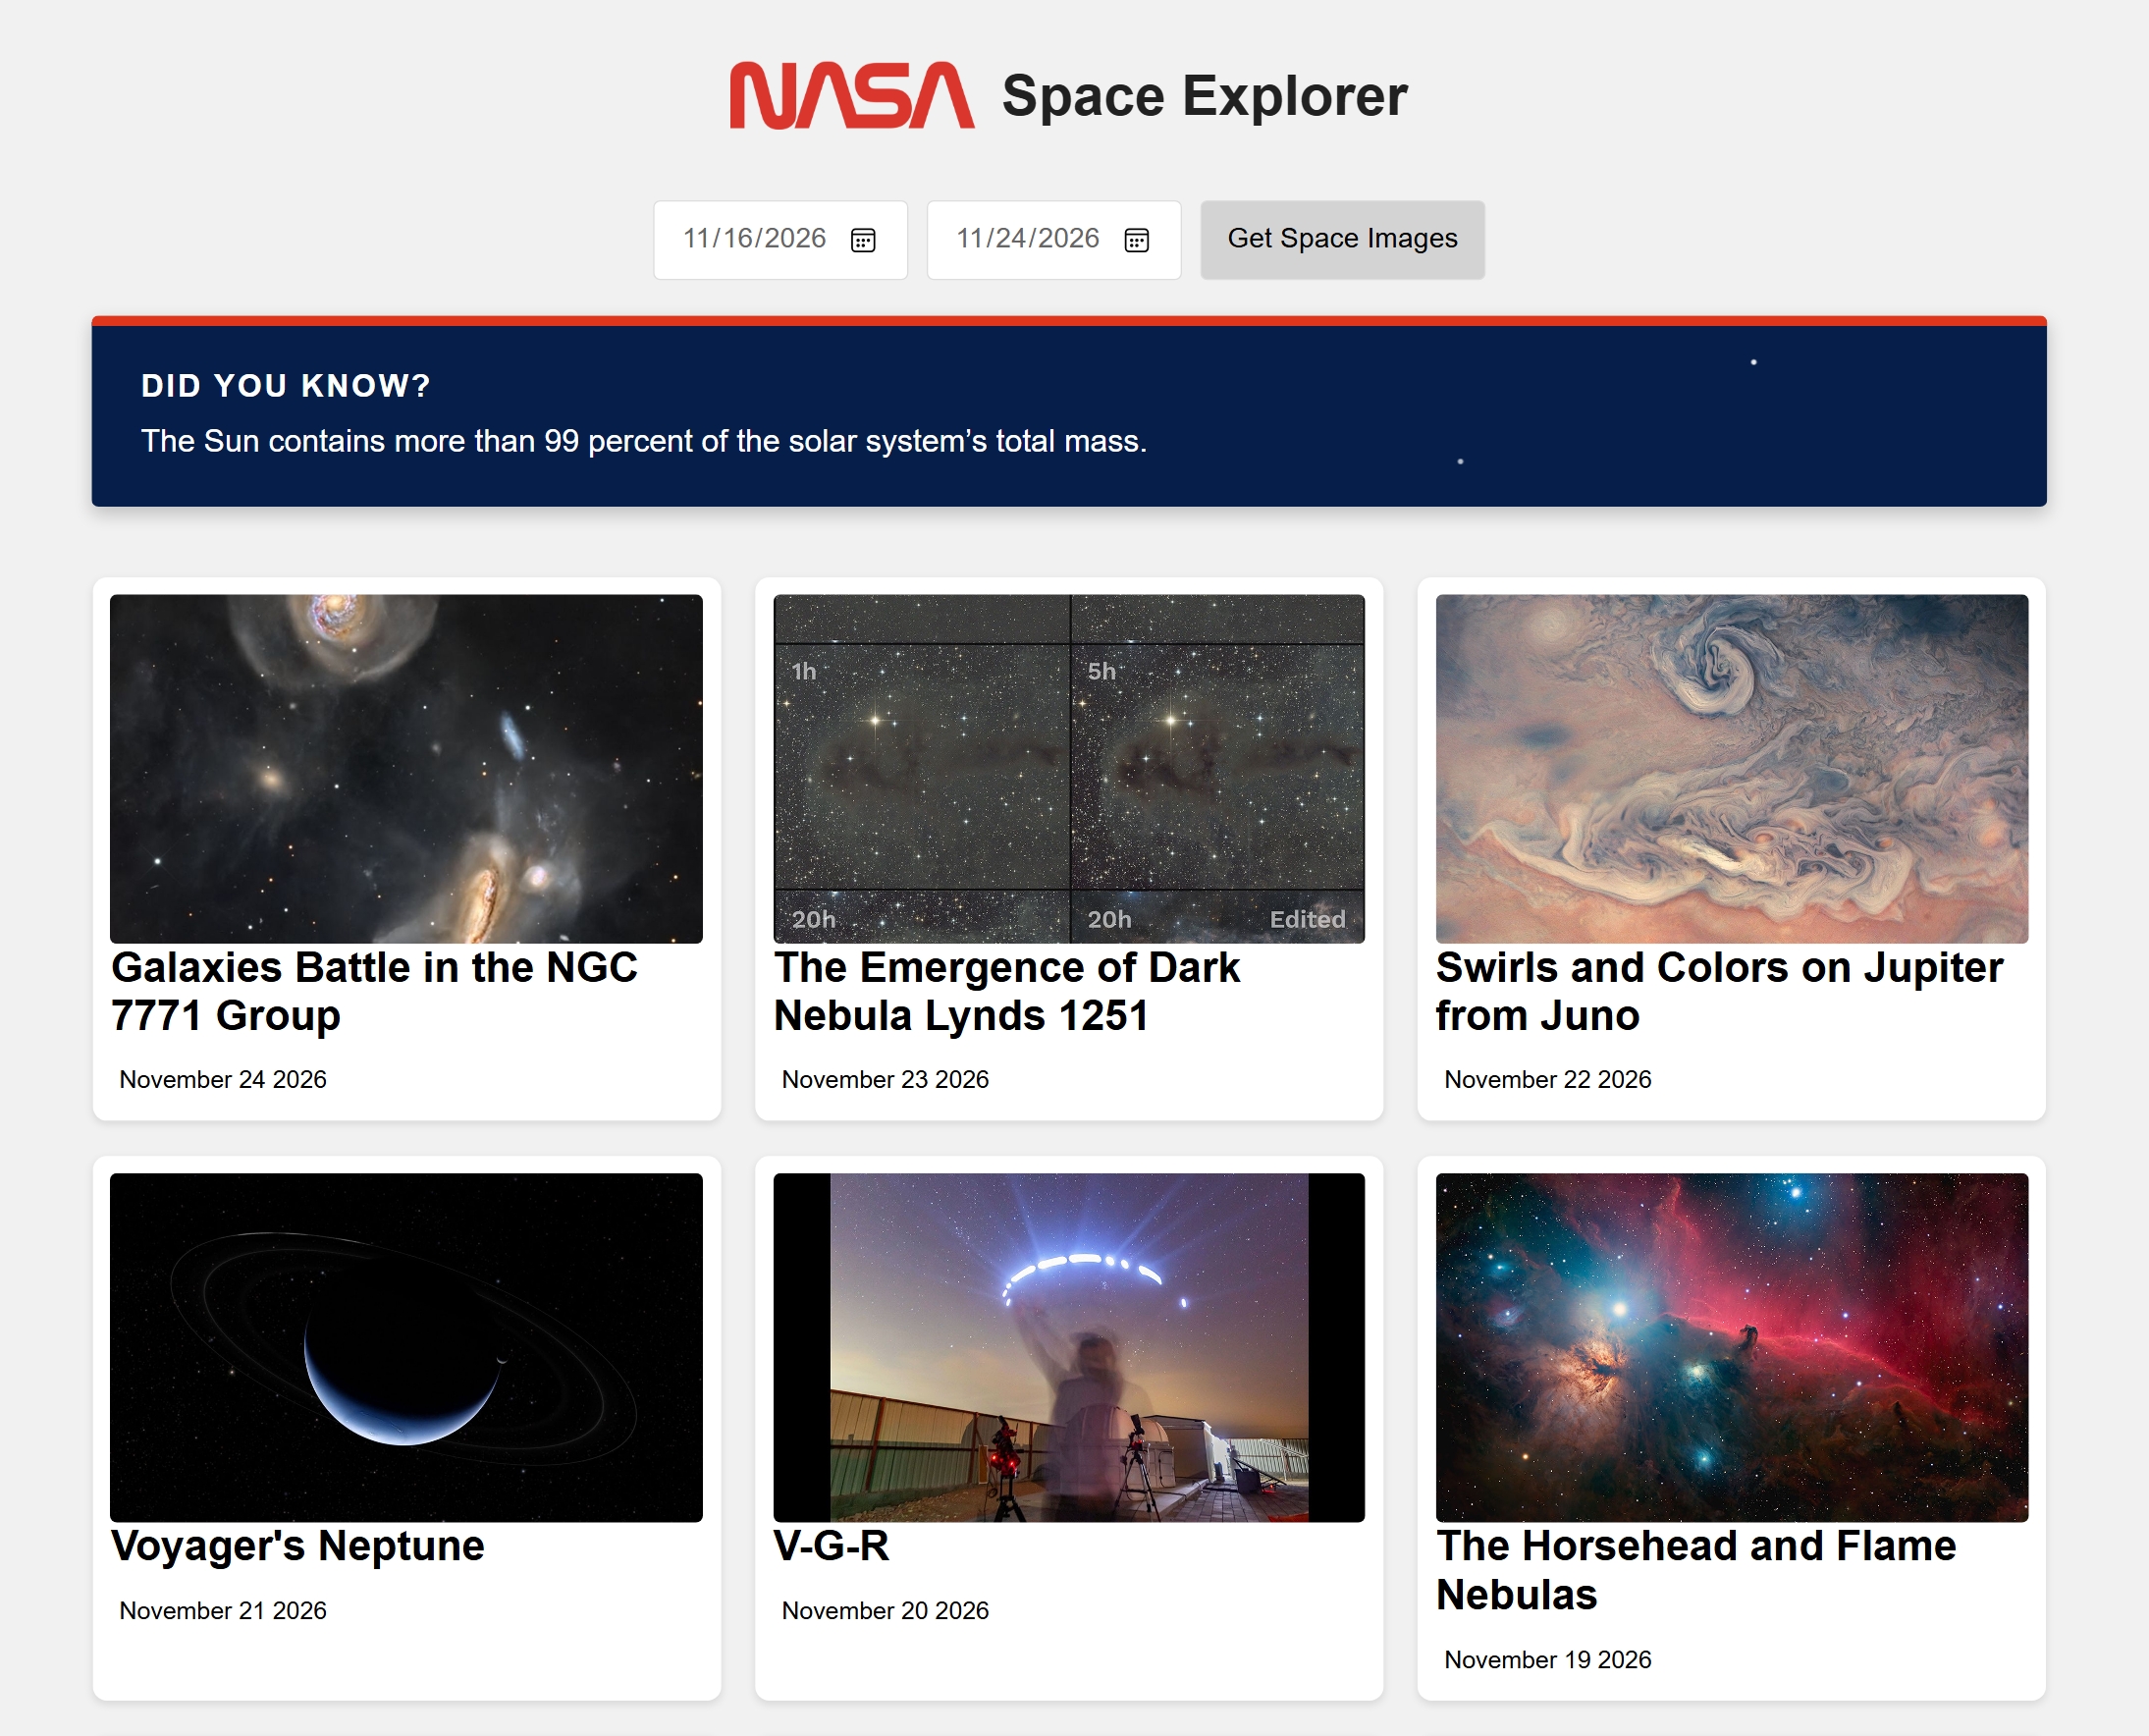 NASA Space Explorer
11/16/2026 11/24/2026 Get Space Images
DID YOU KNOW?
The Sun contains more than 99 percent of the solar system’s total mass.
1h 5h
20h 20h Edited
Galaxies Battle in the NGC
7771 Group
November 24 2026
The Emergence of Dark
Nebula Lynds 1251
November 23 2026
Swirls and Colors on Jupiter
from Juno
November 22 2026
Voyager's Neptune
November 21 2026
V-G-R
November 20 2026
The Horsehead and Flame
Nebulas
November 19 2026